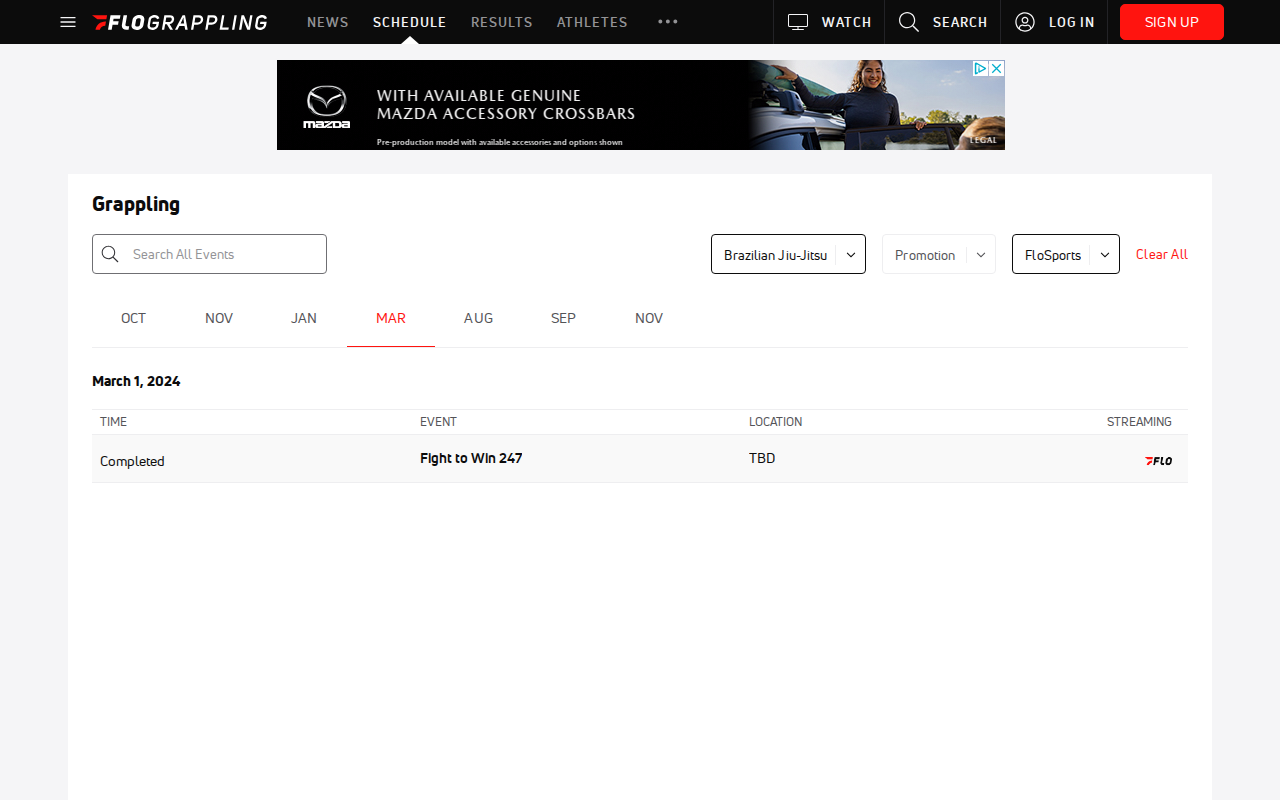 FLOGRAPPLING NEWS SCHEDULE RESULTS ATHLETES ••• WATCH SEARCH LOG IN SIGN UP
mazda
WITH AVAILABLE GENUINE
MAZDA ACCESSORY CROSSBARS
Pre-production model with available accessories and options shown
LEGAL
Grappling
Search All Events Brazilian Jiu-Jitsu Promotion FloSports Clear All
OCT NOV JAN MAR AUG SEP NOV
March 1, 2024
TIME EVENT LOCATION STREAMING
Completed Fight to Win 247 TBD FLO